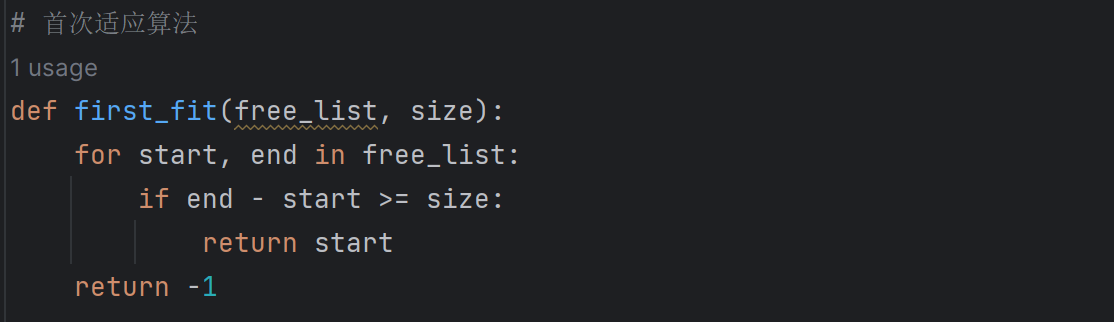 # 首次适应算法
1 usage
def first_fit(free_list, size):
    for start, end in free_list:
        if end - start >= size:
            return start
    return -1